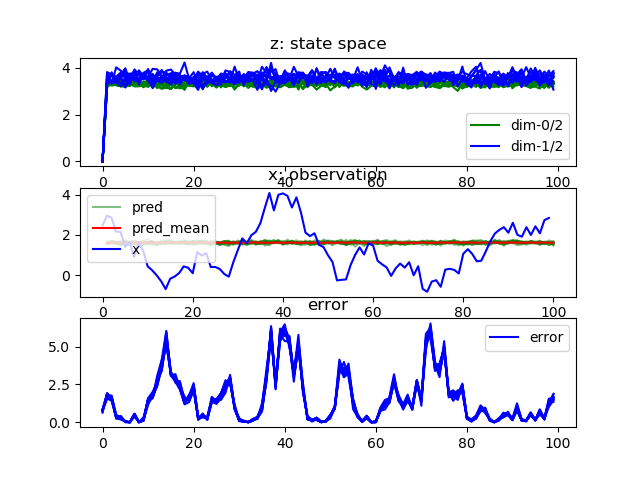 z: state space
4
2
0
dim-0/2
dim-1/2
0 20 40 60 80 100
x: observation
4
2
0
pred
pred_mean
x
0 20 40 60 80 100
error
5.0
2.5
0.0
error
0 20 40 60 80 100